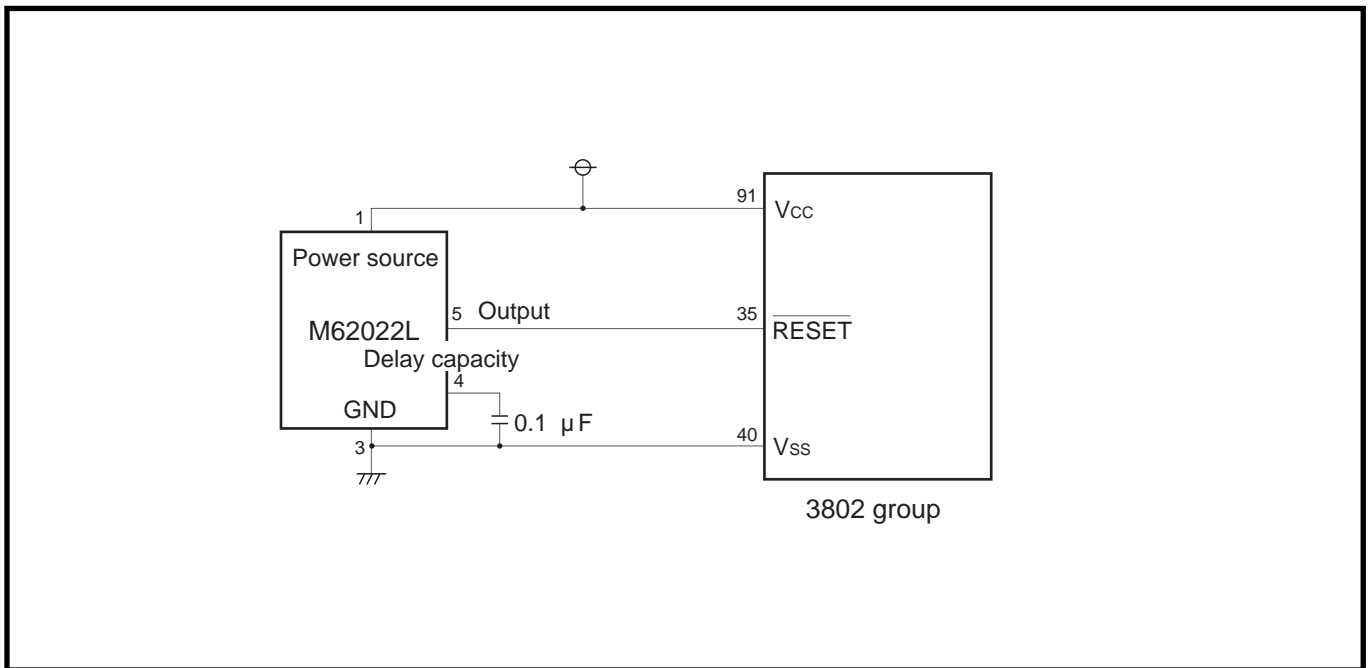 1
91
VCC
Power source
5 Output
35
RESET
M62022L
Delay capacity
4
GND
0.1 μF
3
40
VSS
3802 group